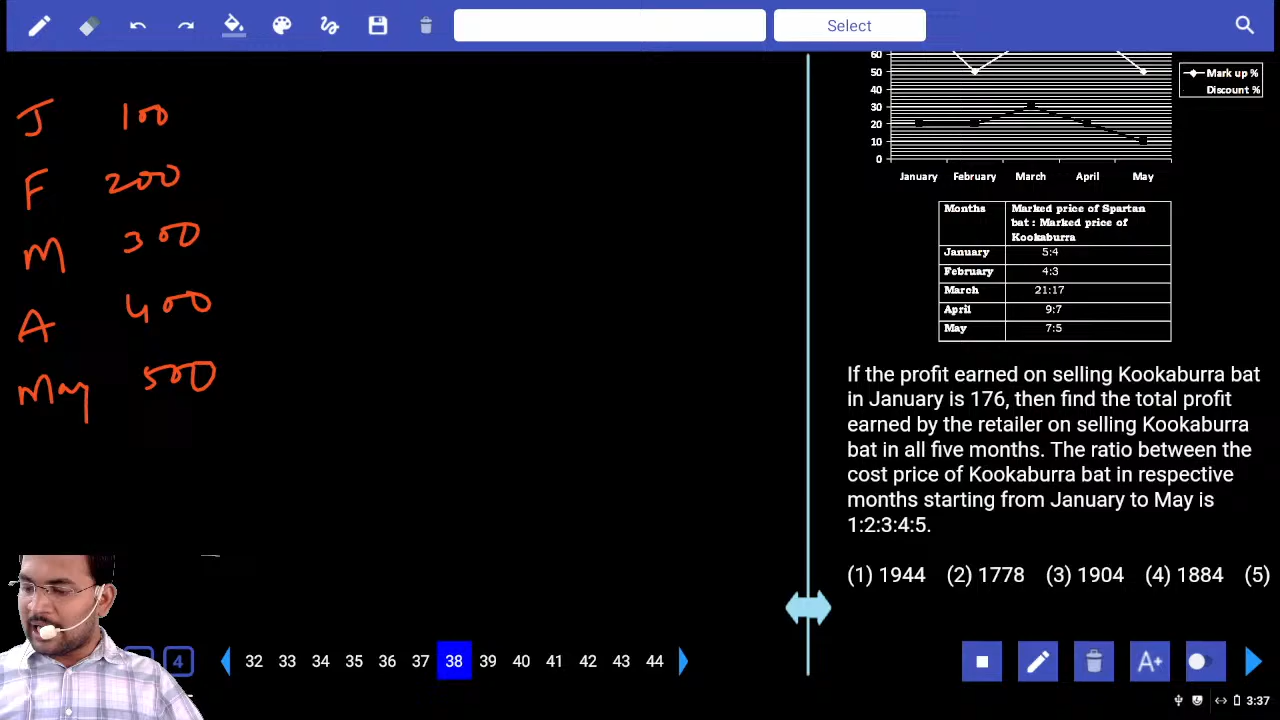 Select
J 100
F 200
M 300
A 400
May 500
60
50
40
30
20
10
0
January February March April May
Mark up %
Discount %
Months Marked price of Spartan bat : Marked price of Kookaburra
January 5:4
February 4:3
March 21:17
April 9:7
May 7:5
If the profit earned on selling Kookaburra bat
in January is 176, then find the total profit
earned by the retailer on selling Kookaburra
bat in all five months. The ratio between the
cost price of Kookaburra bat in respective
months starting from January to May is
1:2:3:4:5.
(1) 1944 (2) 1778 (3) 1904 (4) 1884 (5)
4 32 33 34 35 36 37 38 39 40 41 42 43 44
A+
3:37